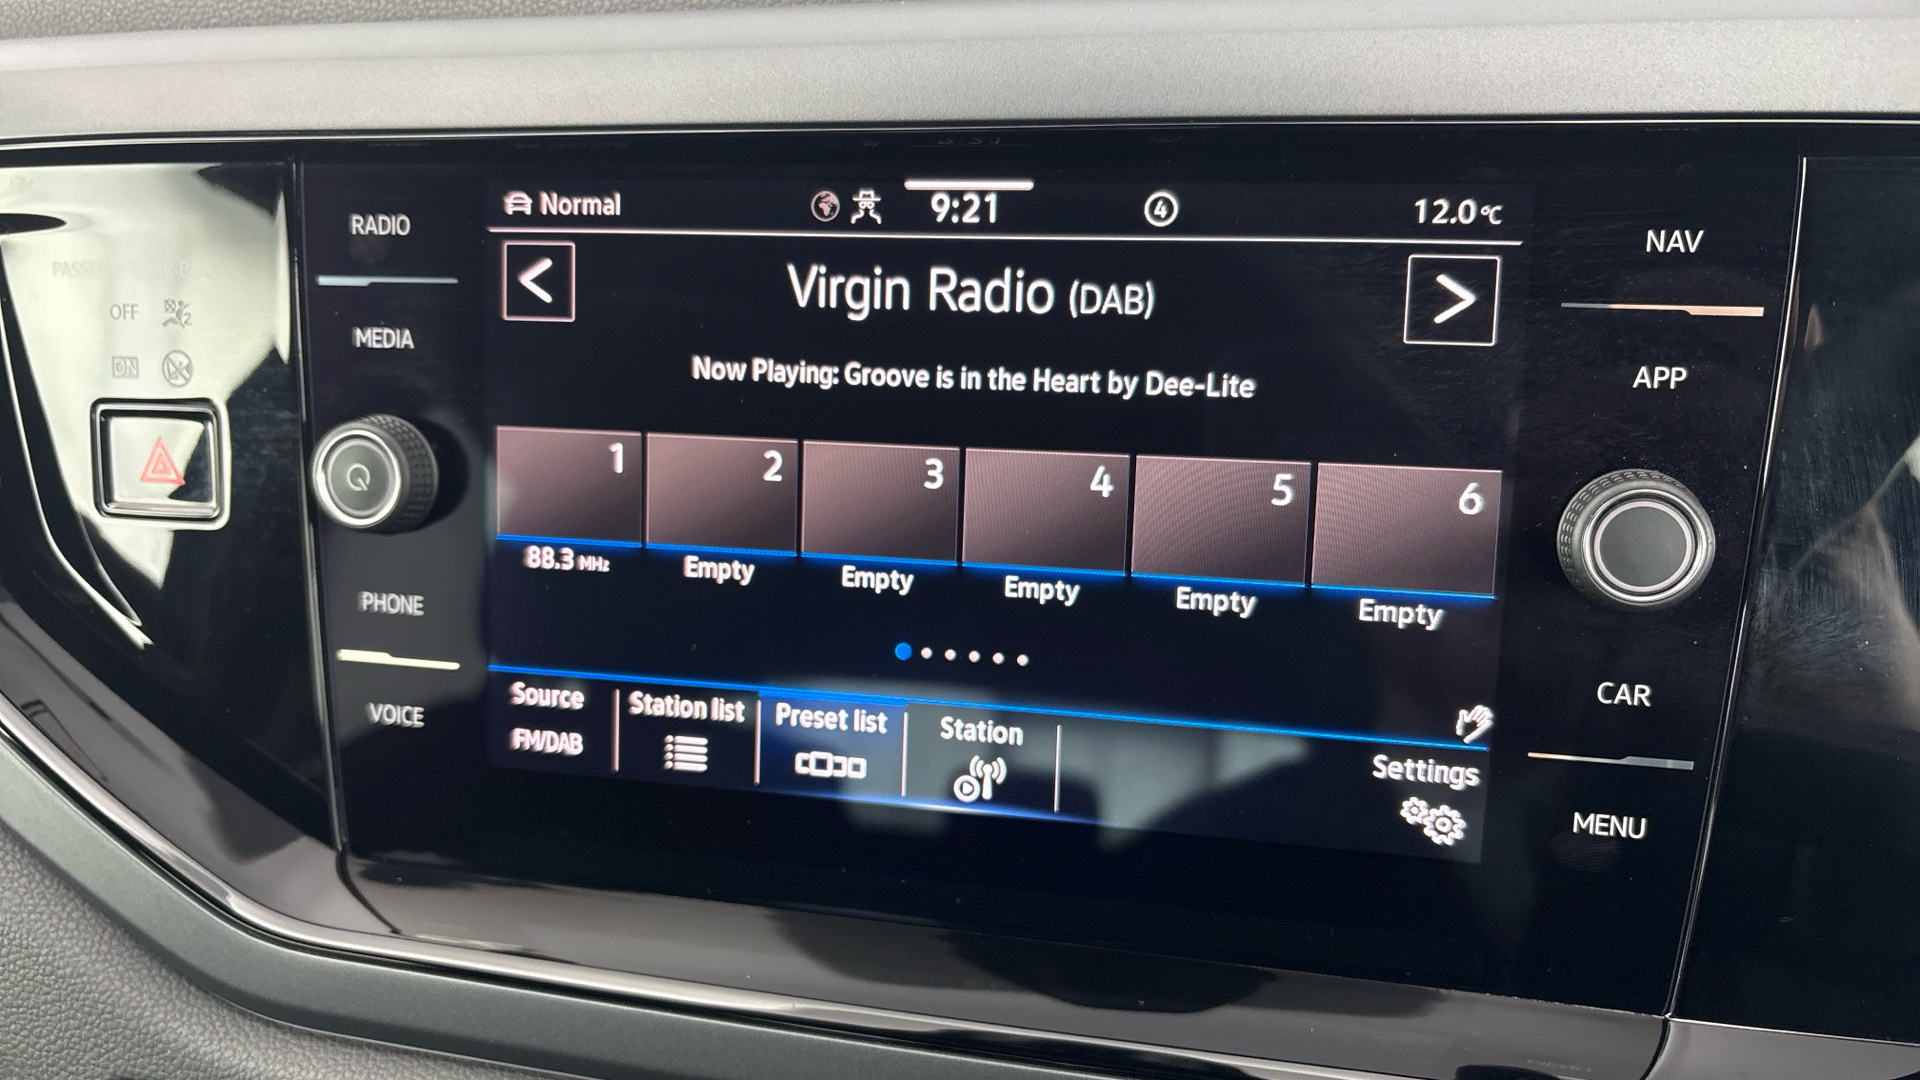 RADIO
MEDIA
PHONE
VOICE
OFF
ON
Normal
9:21
4
12.0°C
Virgin Radio (DAB)
Now Playing: Groove is in the Heart by Dee-Lite
1
2
3
4
5
6
88.3 MHz
Empty
Empty
Empty
Empty
Empty
Source
FM/DAB
Station list
Preset list
Station
Settings
NAV
APP
CAR
MENU